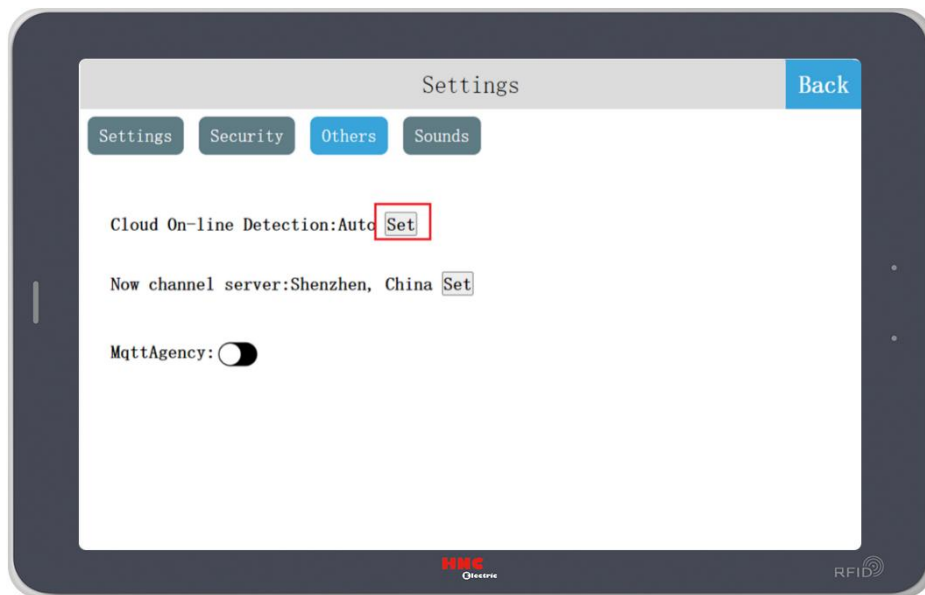 Settings
Back
Settings Security Others Sounds
Cloud On-line Detection:Auto Set
Now channel server:Shenzhen, China Set
MqttAgency:
HNC
Electric
RFID